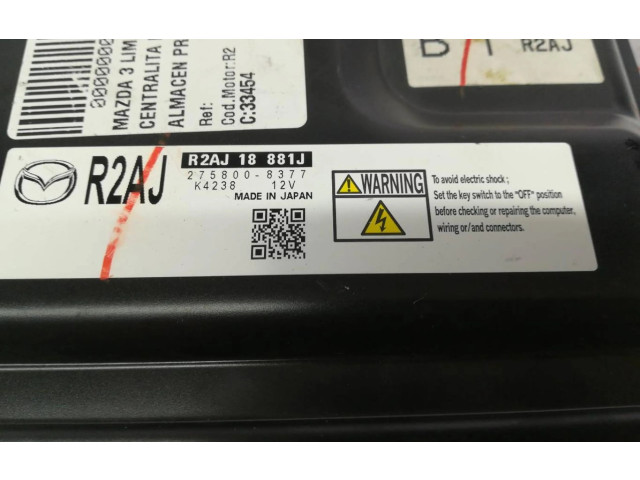 0000000
MAZDA 3 LIM
CENTRALITA
ALMACEN PR
Ref:
Cod.Motor:R2
C:33454
R2AJ
R2AJ
R2AJ 18 881J
275800-8377
K4238 12V
MADE IN JAPAN
WARNING
To avoid electric shock ;
Set the key switch to the "OFF" position
before checking or repairing the computer,
wiring or/and connectors.